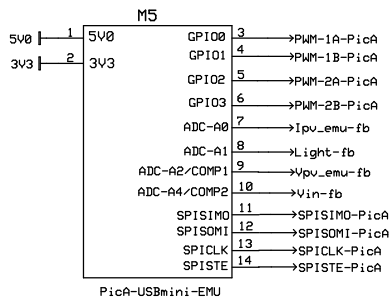 M5
5V0 1 5V0 GPIO0 3 PWM-1A-PicA
GPIO1 4 PWM-1B-PicA
3V3 2 3V3
GPIO2 5 PWM-2A-PicA
GPIO3 6 PWM-2B-PicA
ADC-A0 7 Ipv_emu-fb
ADC-A1 8 Light-fb
ADC-A2/COMP1 9 Vpv_emu-fb
ADC-A4/COMP2 10 Vin-fb
SPISIMO 11 SPISIMO-PicA
SPISOMI 12 SPISOMI-PicA
SPICLK 13 SPICLK-PicA
SPISTE 14 SPISTE-PicA
PicA-USBmini-EMU